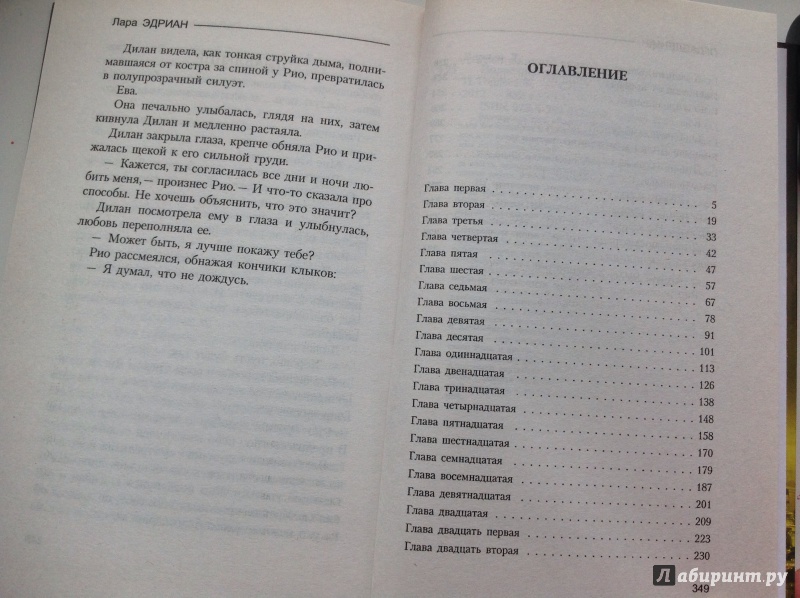 Лара ЭДРИАН
Дилан видела, как тонкая струйка дыма, подни-
мавшаяся от костра за спиной у Рио, превратилась
в полупрозрачный силуэт.
Ева.
Она печально улыбалась, глядя на них, затем
кивнула Дилан и медленно растаяла.
Дилан закрыла глаза, крепче обняла Рио и при-
жалась щекой к его сильной груди.
— Кажется, ты согласилась все дни и ночи лю-
бить меня,— произнес Рио.— И что-то сказала про
способы. Не хочешь объяснить, что это значит?
Дилан посмотрела ему в глаза и улыбнулась,
любовь переполняла ее.
— Может быть, я лучше покажу тебе?
Рио рассмеялся, обнажая кончики клыков:
— Я думал, что не дождусь.
ОГЛАВЛЕНИЕ
Глава первая . . . . . . . . . . 5
Глава вторая . . . . . . . . . . 19
Глава третья . . . . . . . . . . 33
Глава четвертая . . . . . . . . . . 42
Глава пятая . . . . . . . . . . 47
Глава шестая . . . . . . . . . . 57
Глава седьмая . . . . . . . . . . 67
Глава восьмая . . . . . . . . . . 78
Глава девятая . . . . . . . . . . 91
Глава десятая . . . . . . . . . . 101
Глава одиннадцатая . . . . . . . . . . 113
Глава двенадцатая . . . . . . . . . . 126
Глава тринадцатая . . . . . . . . . . 138
Глава четырнадцатая . . . . . . . . . . 148
Глава пятнадцатая . . . . . . . . . . 158
Глава шестнадцатая . . . . . . . . . . 170
Глава семнадцатая . . . . . . . . . . 179
Глава восемнадцатая . . . . . . . . . . 187
Глава девятнадцатая . . . . . . . . . . 201
Глава двадцатая . . . . . . . . . . 209
Глава двадцать первая . . . . . . . . . . 223
Глава двадцать вторая . . . . . . . . . . 230
349
Лабиринт.ру